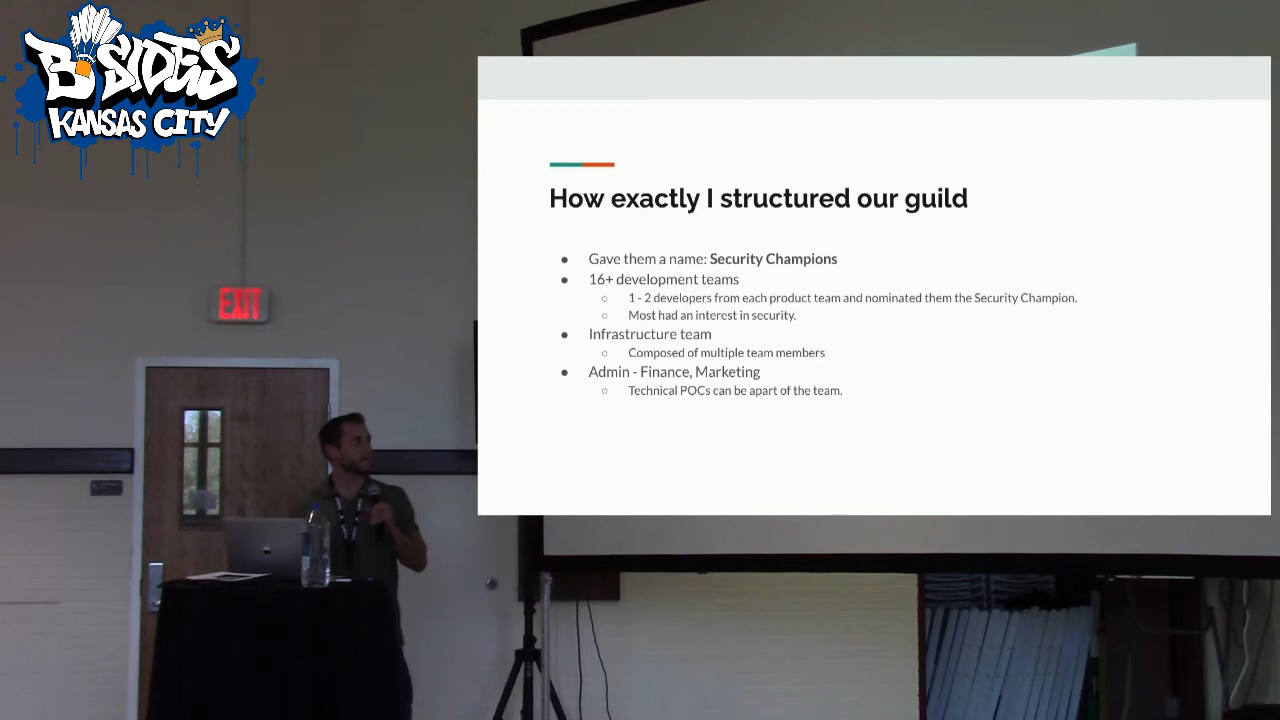 B·SIDES
KANSAS CITY
EXIT
How exactly I structured our guild
● Gave them a name: Security Champions
● 16+ development teams
○ 1 - 2 developers from each product team and nominated them the Security Champion.
○ Most had an interest in security.
● Infrastructure team
○ Composed of multiple team members
● Admin - Finance, Marketing
○ Technical POCs can be apart of the team.